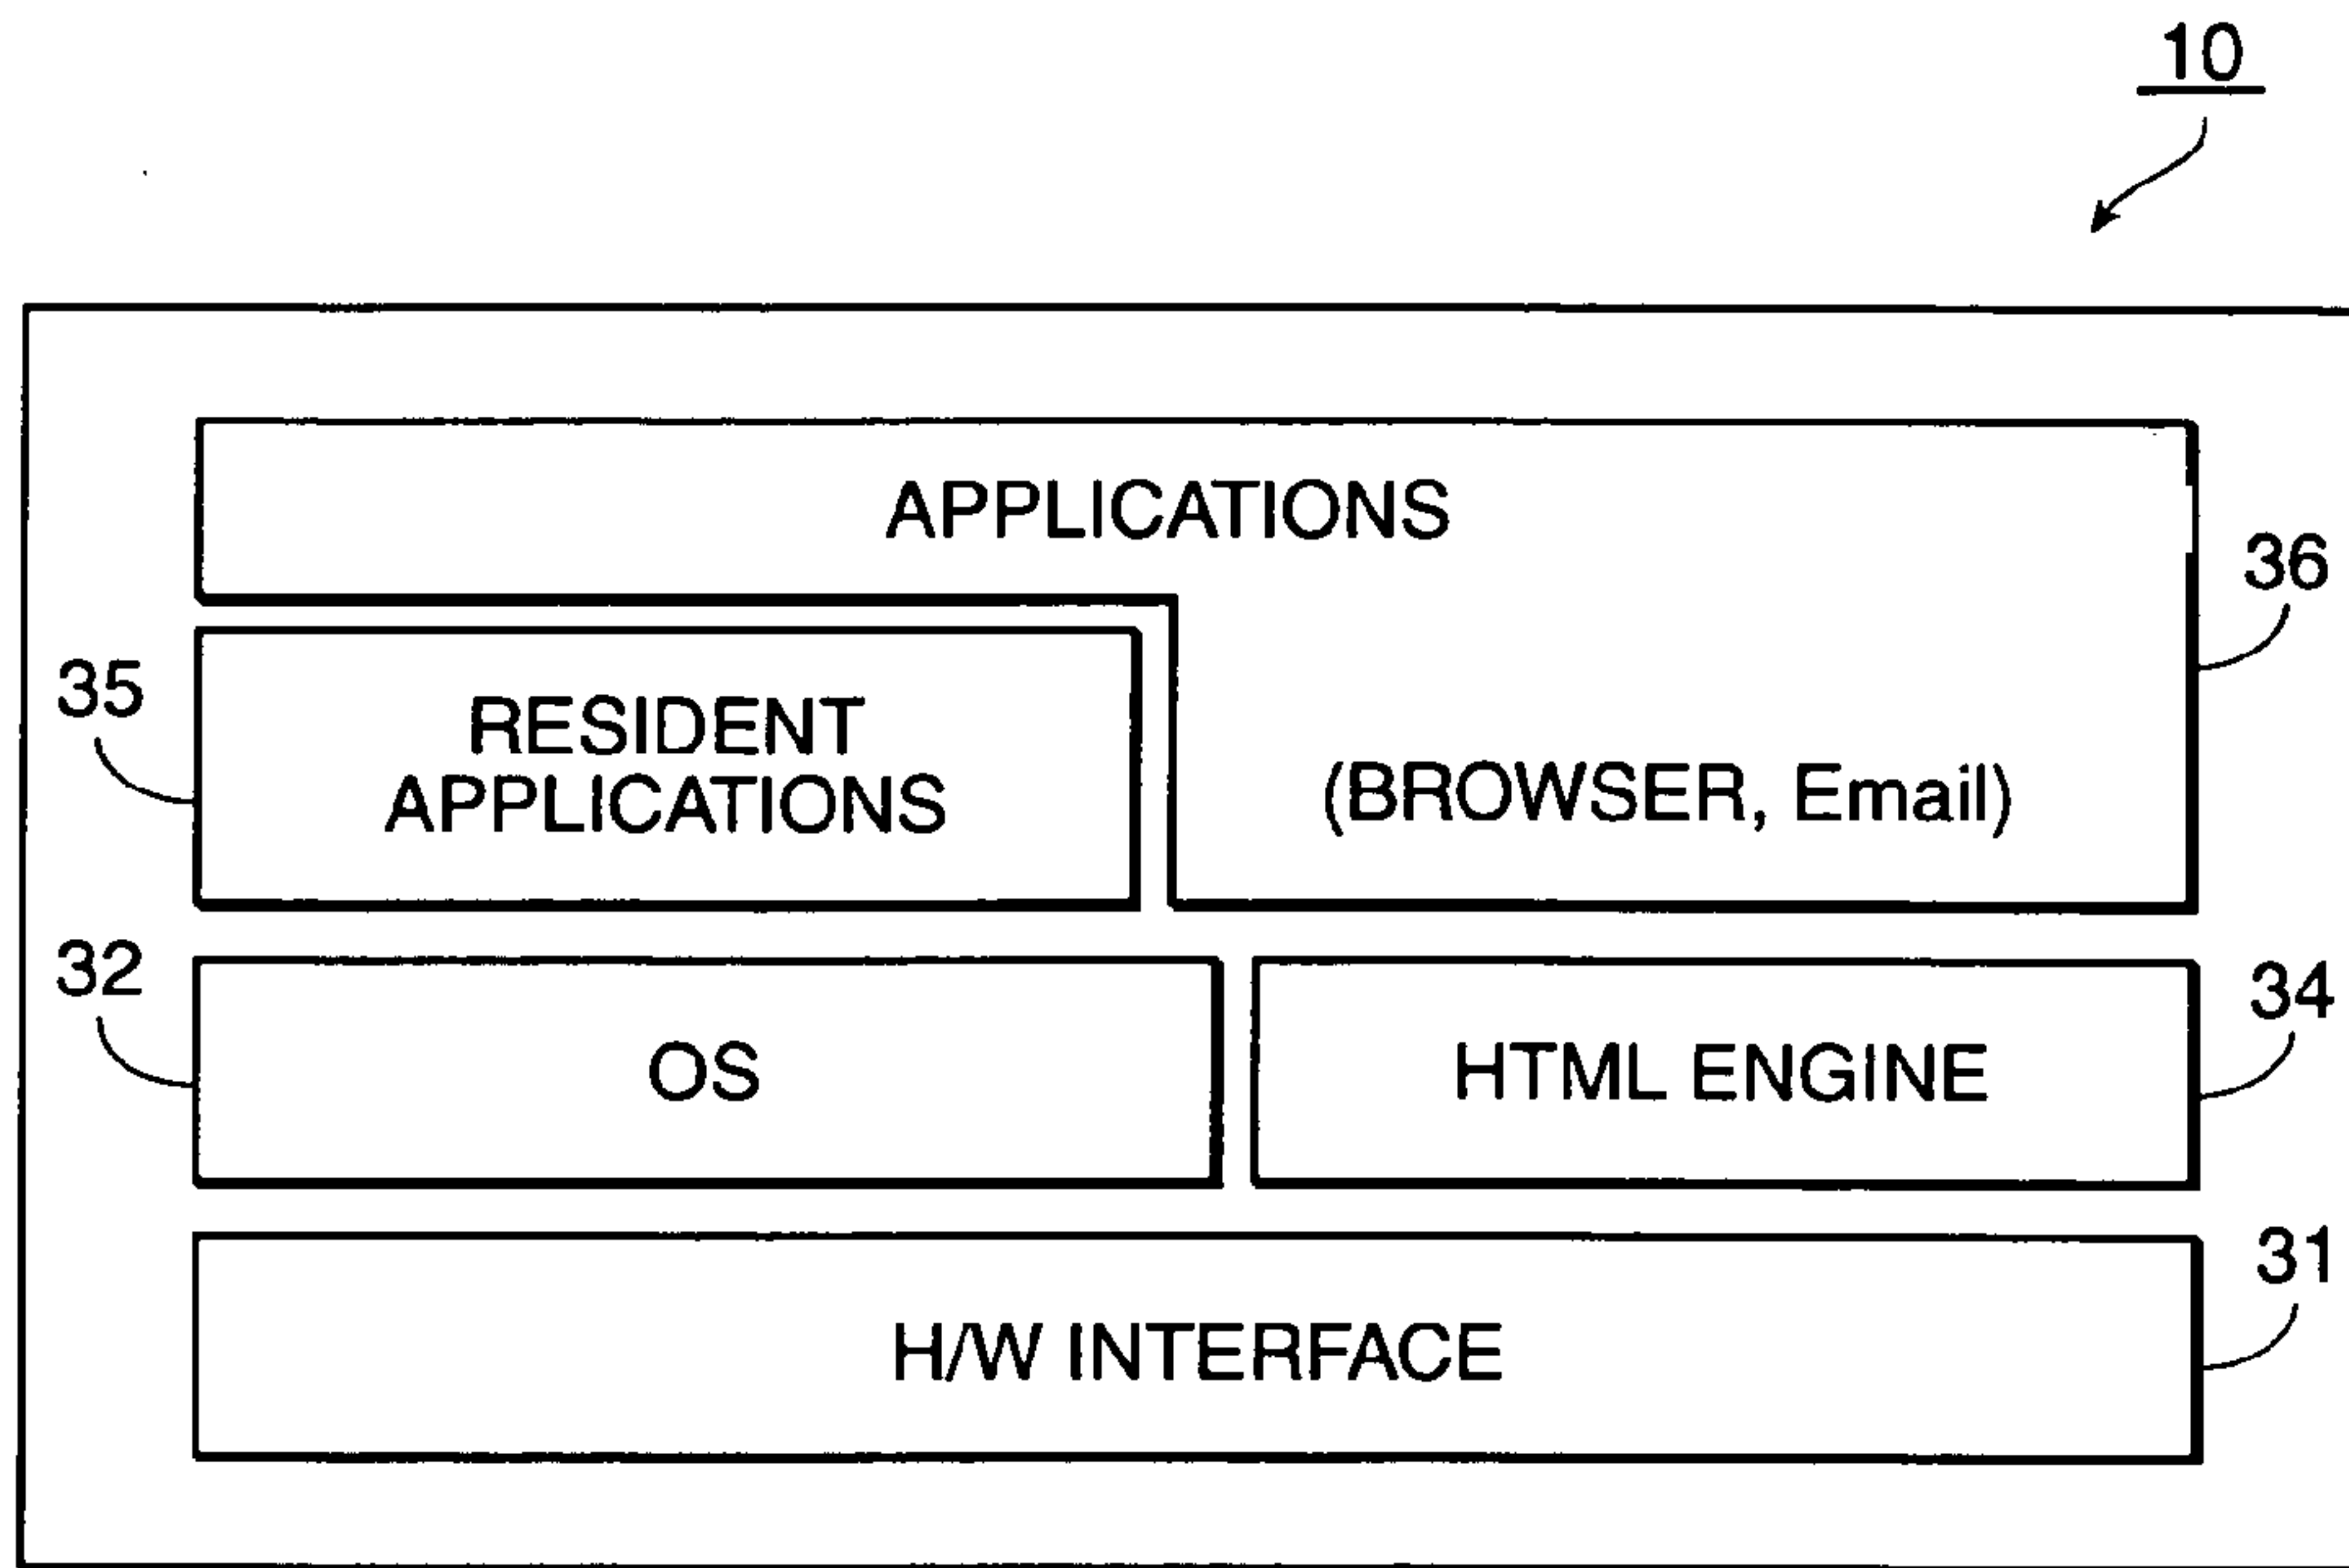 10
APPLICATIONS
36
35
RESIDENT
APPLICATIONS
(BROWSER, Email)
32
OS
34
HTML ENGINE
31
H/W INTERFACE